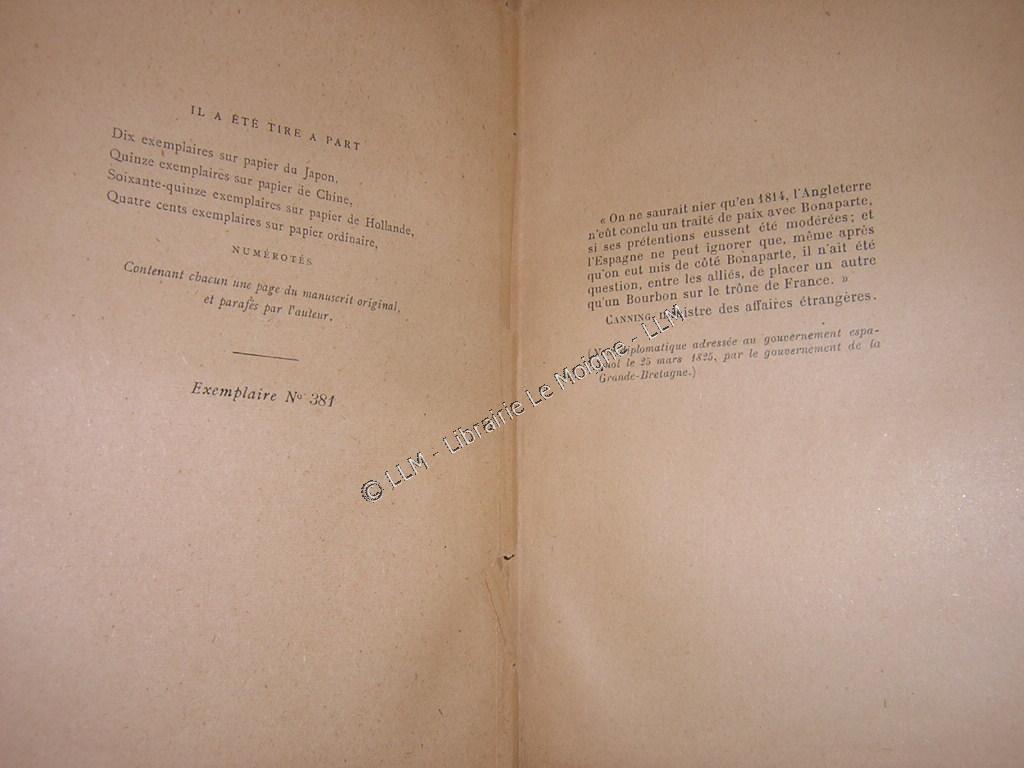 IL A ÉTÉ TIRE A PART
Dix exemplaires sur papier du Japon,
Quinze exemplaires sur papier de Chine,
Soixante-quinze exemplaires sur papier de Hollande,
Quatre cents exemplaires sur papier ordinaire,
NUMÉROTÉS
Contenant chacun une page du manuscrit original,
et parafés par l'auteur.
Exemplaire Nº 381
« On ne saurait nier qu'en 1814, l'Angleterre
n'eût conclu un traité de paix avec Bonaparte,
si ses prétentions eussent été modérées; et
l'Espagne ne peut ignorer que, même après
qu'on eut mis de côté Bonaparte, il n'ait été
question, entre les alliés, de placer un autre
qu'un Bourbon sur le trône de France. »
CANNING, ministre des affaires étrangères.
(Note diplomatique adressée au gouvernement espa-
gnol le 25 mars 1825, par le gouvernement de la
Grande-Bretagne.)
© LLM - Librairie Le Moigne - LLM